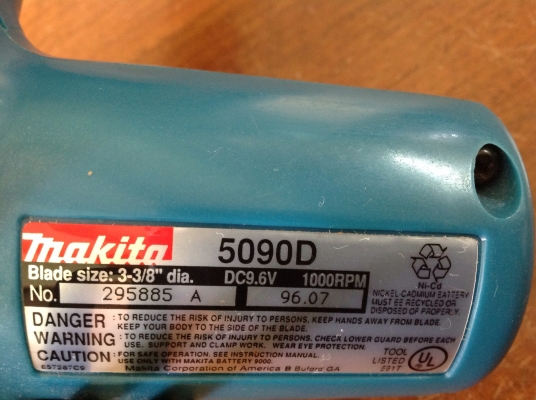 makita 5090D
Blade size: 3-3/8" dia. DC9.6V 1000RPM
No. 295885 A 96.07
Ni-Cd
NICKEL-CADMIUM BATTERY
MUST BE RECYCLED OR
DISPOSED OF PROPERLY.
DANGER : TO REDUCE THE RISK OF INJURY TO PERSONS, KEEP HANDS AWAY FROM BLADE.
KEEP YOUR BODY TO THE SIDE OF THE BLADE.
WARNING : TO REDUCE THE RISK OF INJURY TO PERSONS. CHECK LOWER GUARD BEFORE EACH
USE. SUPPORT AND CLAMP WORK. WEAR EYE PROTECTION.
CAUTION : FOR SAFE OPERATION. SEE INSTRUCTION MANUAL.
USE ONLY WITH MAKITA BATTERY 9000.
Makita Corporation of America B Buford GA
TOOL
LISTED
UL